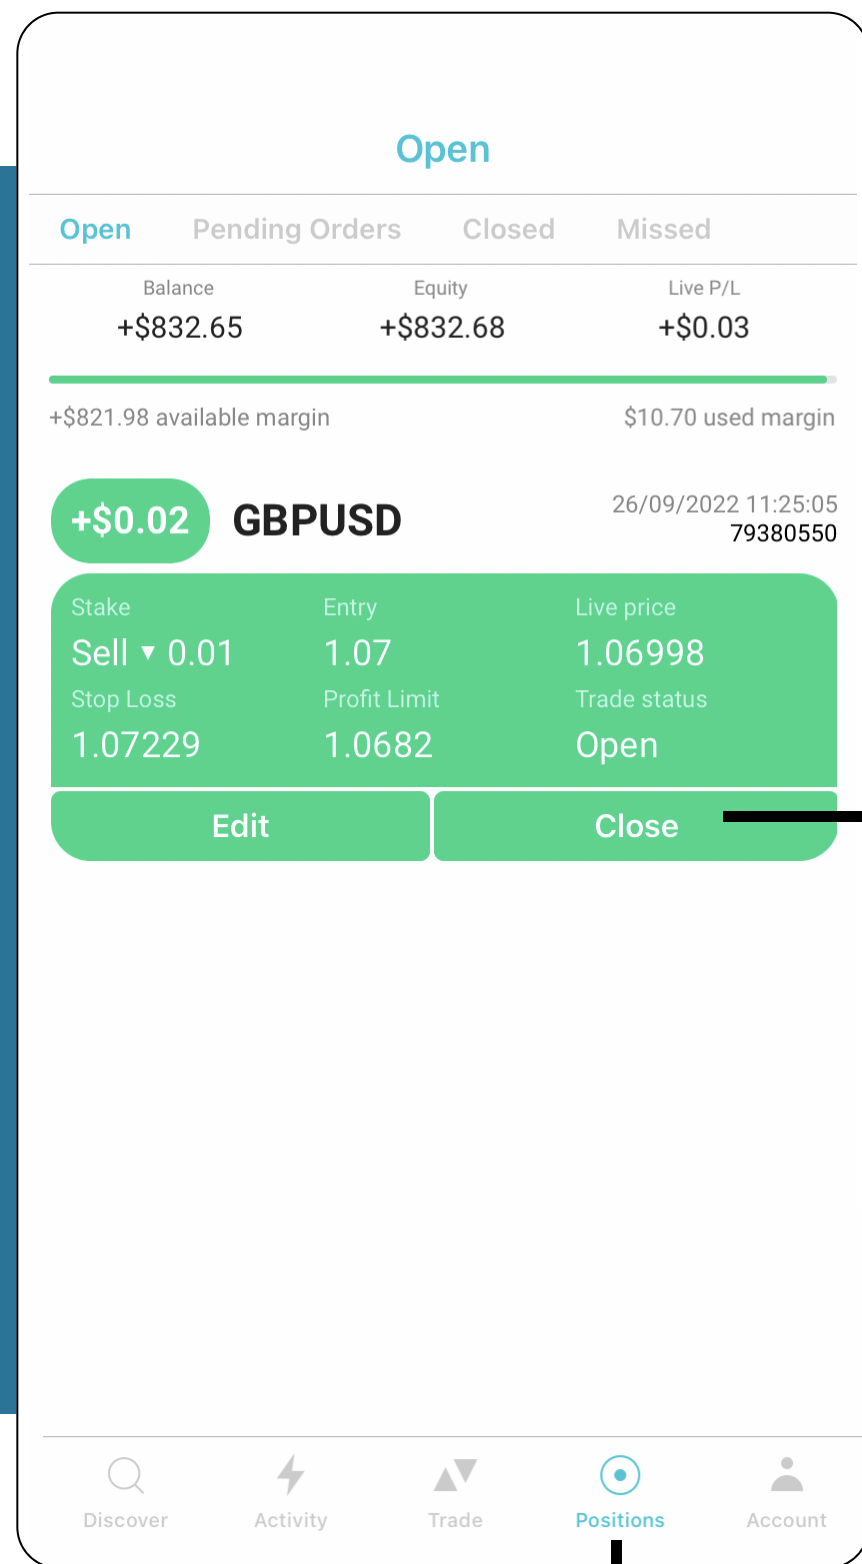 Open
Open Pending Orders Closed Missed
Balance Equity Live P/L
+$832.65 +$832.68 +$0.03
+$821.98 available margin $10.70 used margin
+$0.02 GBPUSD 26/09/2022 11:25:05
79380550
Stake Entry Live price
Sell ▼ 0.01 1.07 1.06998
Stop Loss Profit Limit Trade status
1.07229 1.0682 Open
Edit Close
Discover Activity Trade Positions Account